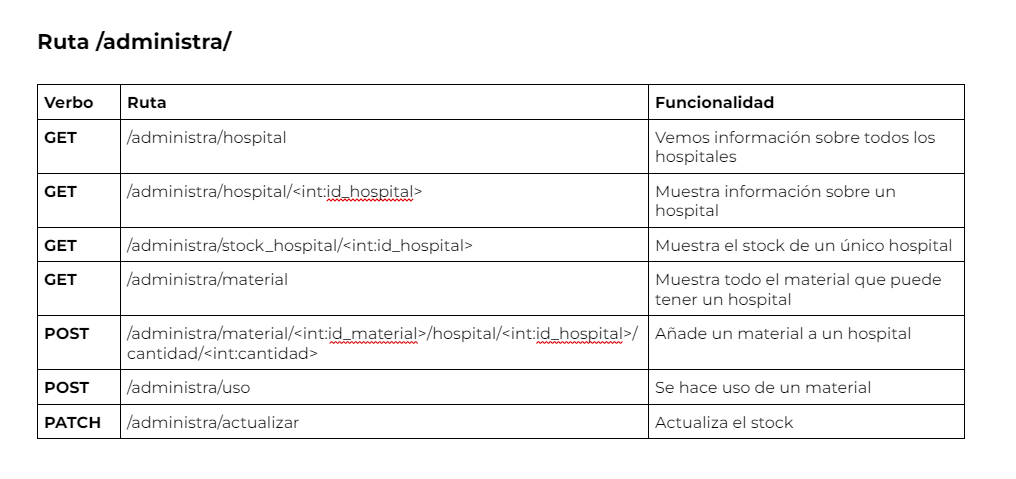 Ruta /administra/
Verbo Ruta Funcionalidad
GET /administra/hospital Vemos información sobre todos los
hospitales
GET /administra/hospital/<int:id_hospital> Muestra información sobre un
hospital
GET /administra/stock_hospital/<int:id_hospital> Muestra el stock de un único hospital
GET /administra/material Muestra todo el material que puede
tener un hospital
POST /administra/material/<int:id_material>/hospital/<int:id_hospital>/ Añade un material a un hospital
cantidad/<int:cantidad>
POST /administra/uso Se hace uso de un material
PATCH /administra/actualizar Actualiza el stock